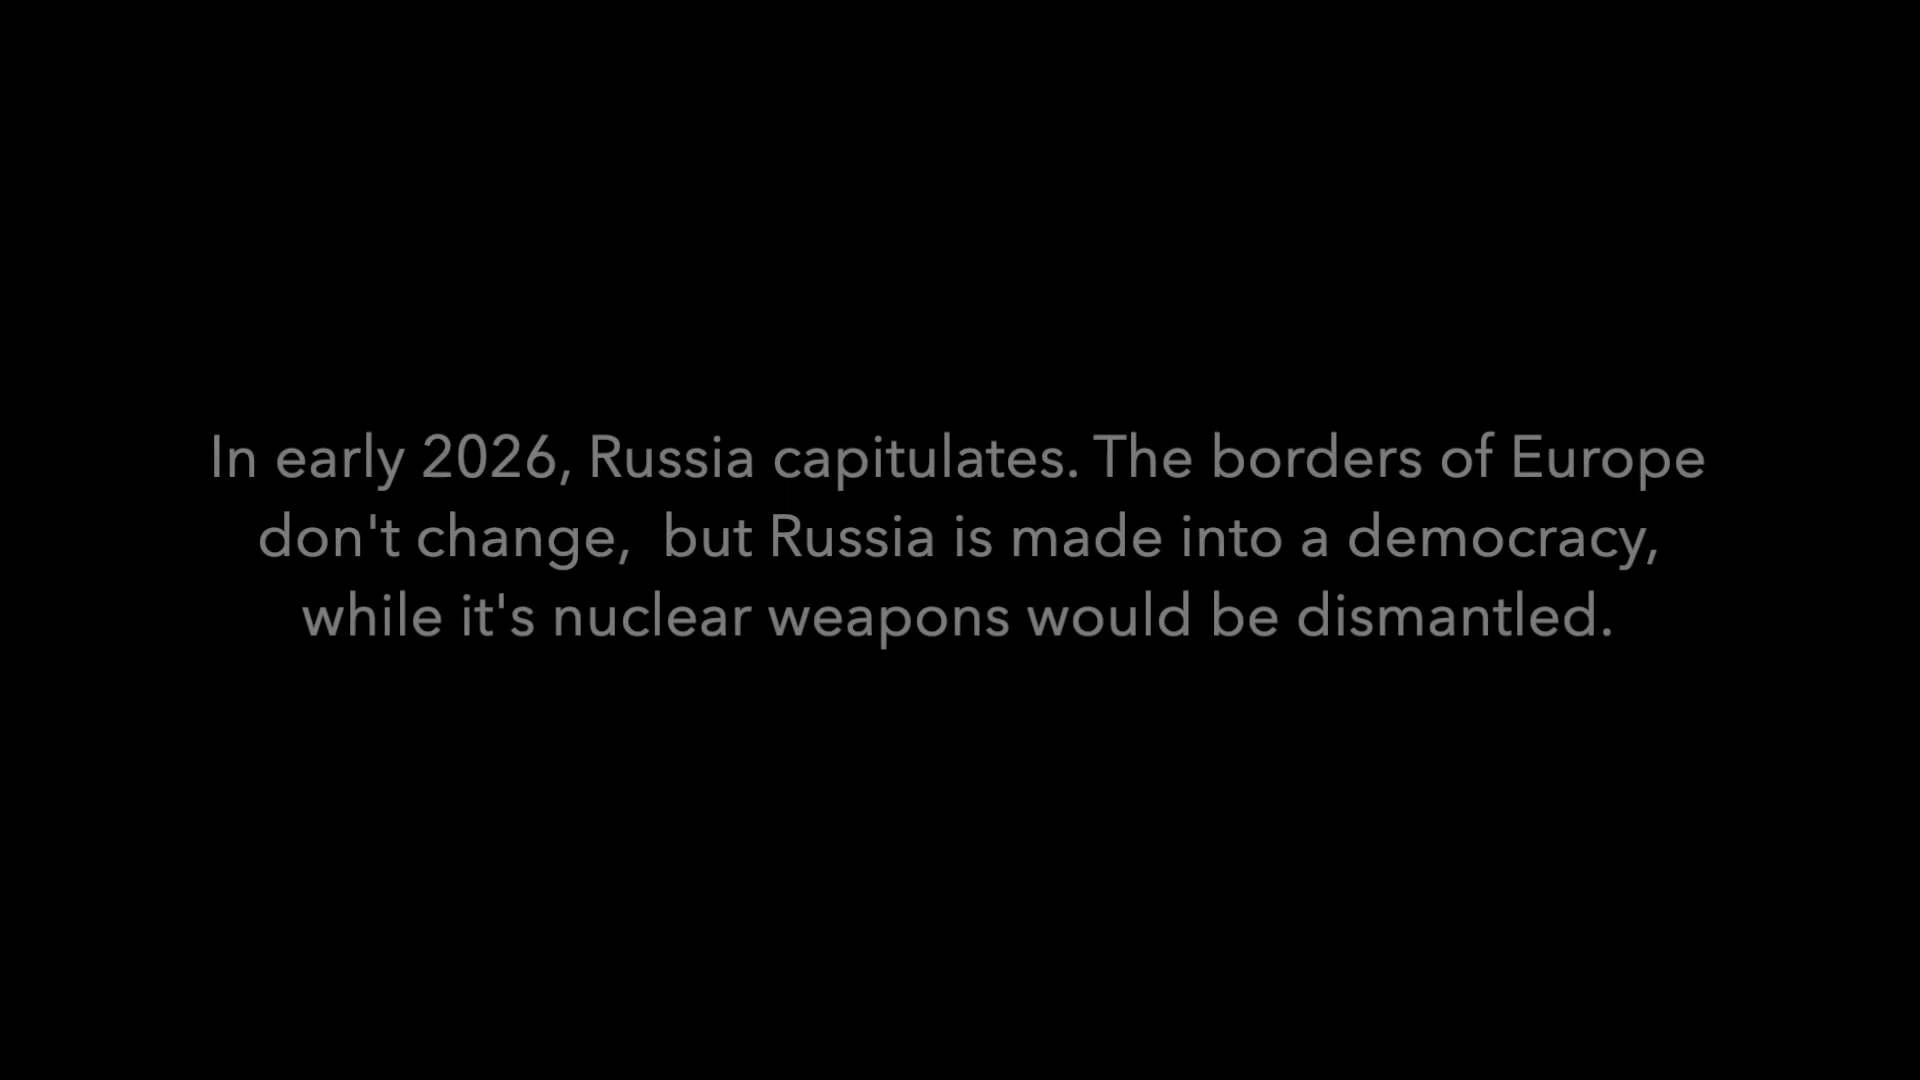 In early 2026, Russia capitulates. The borders of Europe
don't change,  but Russia is made into a democracy,
while it's nuclear weapons would be dismantled.